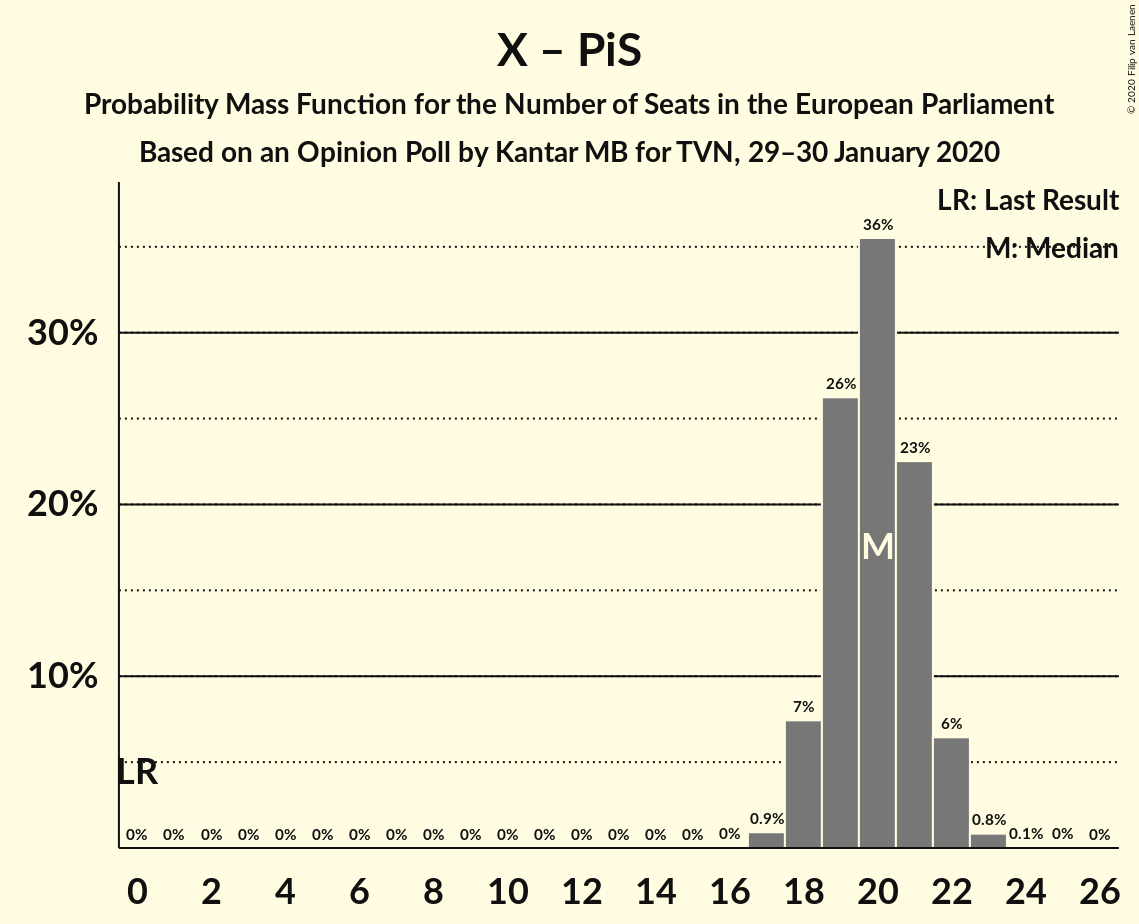 X – PiS
Probability Mass Function for the Number of Seats in the European Parliament
Based on an Opinion Poll by Kantar MB for TVN, 29–30 January 2020
© 2020 Filip van Laenen
LR: Last Result
M: Median
36%
30%
26%
23%
20%
M
10%
7%
6%
LR
0% 0% 0% 0% 0% 0% 0% 0% 0% 0% 0% 0% 0% 0% 0% 0% 0% 0.9% 0.8% 0.1% 0% 0%
0 2 4 6 8 10 12 14 16 18 20 22 24 26